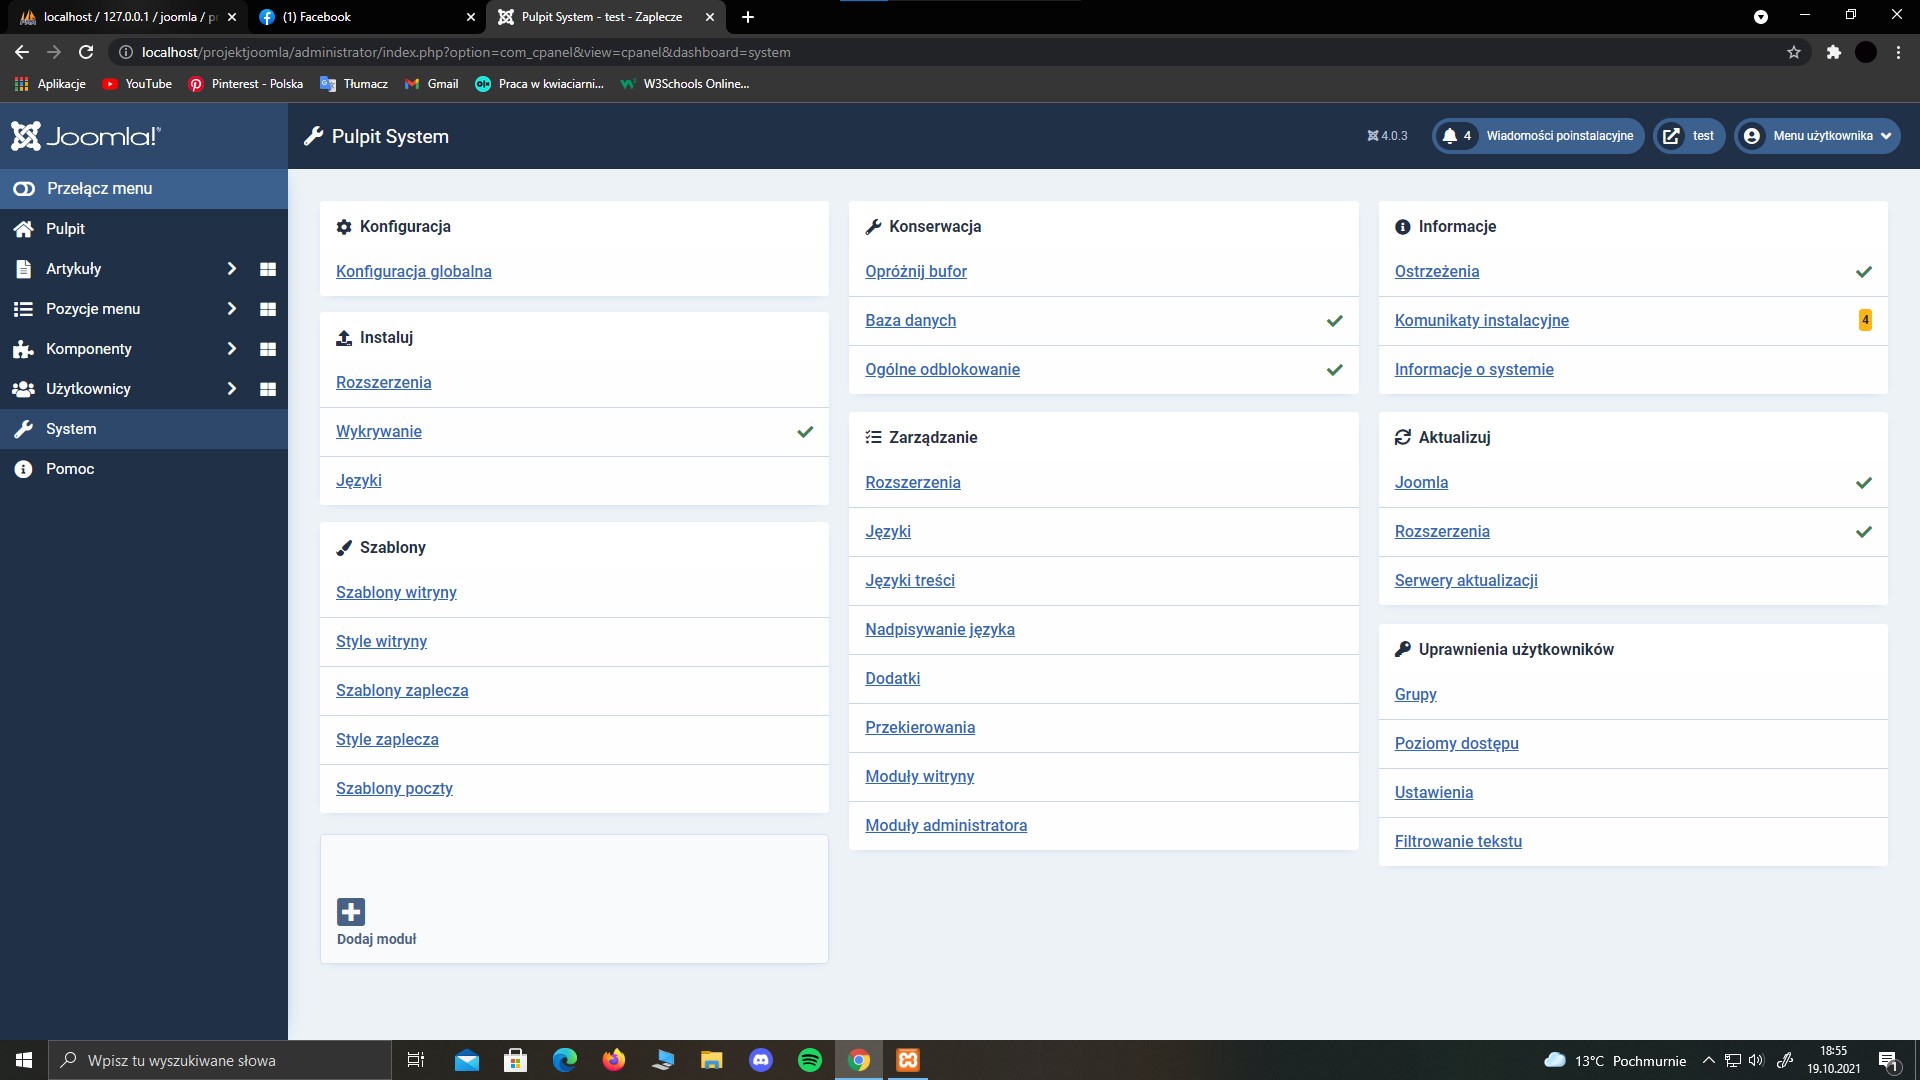 localhost / 127.0.0.1 / joomla / pr
(1) Facebook
Pulpit System - test - Zaplecze
localhost/projektjoomla/administrator/index.php?option=com_cpanel&view=cpanel&dashboard=system
Aplikacje
YouTube
Pinterest - Polska
Tłumacz
Gmail
Praca w kwiaciarni...
W3Schools Online...
Joomla!
Pulpit System
4.0.3
4 Wiadomości poinstalacyjne
test
Menu użytkownika
Przełącz menu
Pulpit
Artykuły
Pozycje menu
Komponenty
Użytkownicy
System
Pomoc
Konfiguracja
Konfiguracja globalna
Instaluj
Rozszerzenia
Wykrywanie
Języki
Szablony
Szablony witryny
Style witryny
Szablony zaplecza
Style zaplecza
Szablony poczty
Dodaj moduł
Konserwacja
Opróżnij bufor
Baza danych
Ogólne odblokowanie
Zarządzanie
Rozszerzenia
Języki
Języki treści
Nadpisywanie języka
Dodatki
Przekierowania
Moduły witryny
Moduły administratora
Informacje
Ostrzeżenia
Komunikaty instalacyjne
4
Informacje o systemie
Aktualizuj
Joomla
Rozszerzenia
Serwery aktualizacji
Uprawnienia użytkowników
Grupy
Poziomy dostępu
Ustawienia
Filtrowanie tekstu
Wpisz tu wyszukiwane słowa
13°C Pochmurnie
18:55
19.10.2021
1